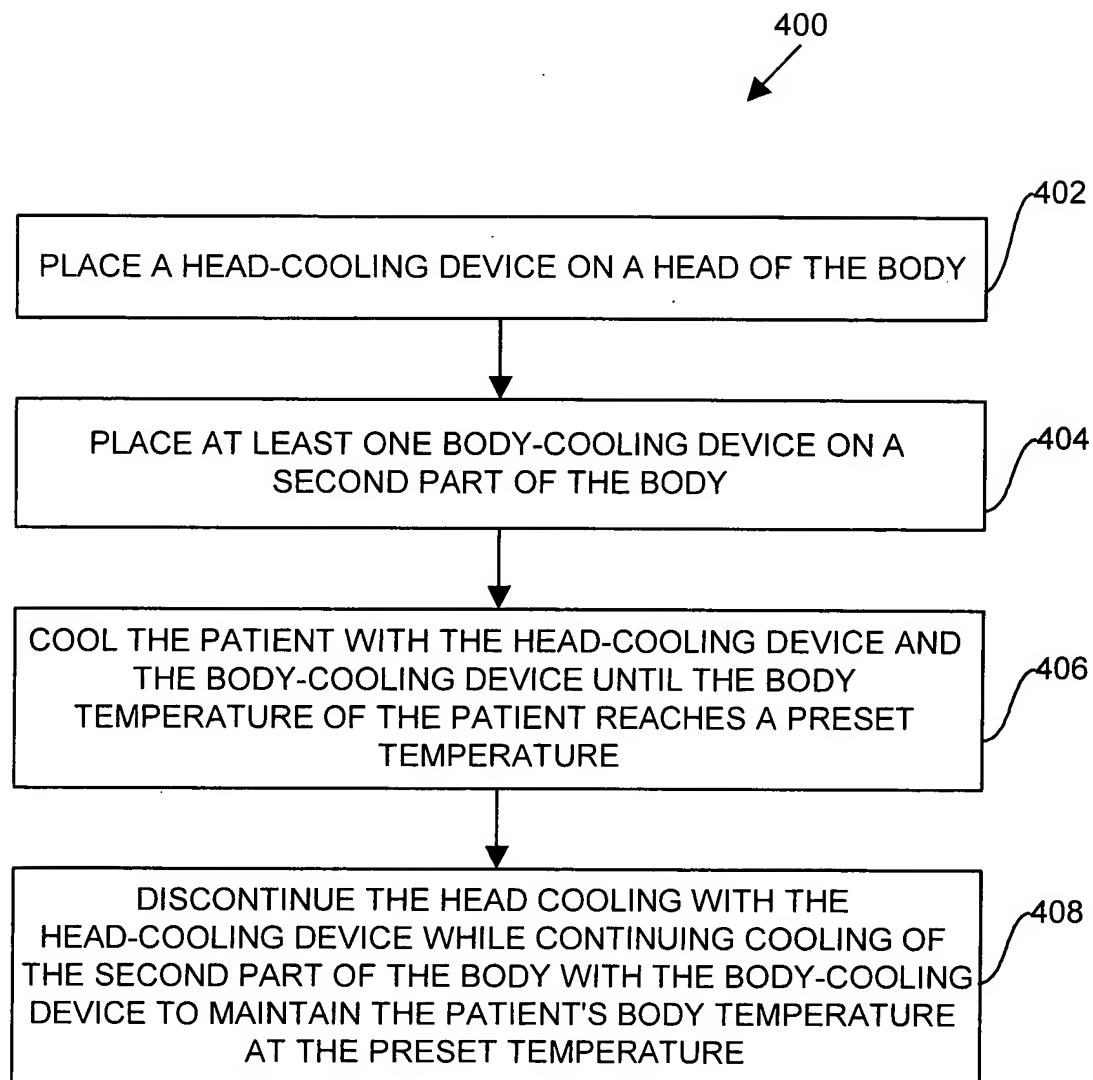 400
402
PLACE A HEAD-COOLING DEVICE ON A HEAD OF THE BODY
PLACE AT LEAST ONE BODY-COOLING DEVICE ON A
SECOND PART OF THE BODY
404
COOL THE PATIENT WITH THE HEAD-COOLING DEVICE AND
THE BODY-COOLING DEVICE UNTIL THE BODY
TEMPERATURE OF THE PATIENT REACHES A PRESET
TEMPERATURE
406
DISCONTINUE THE HEAD COOLING WITH THE
HEAD-COOLING DEVICE WHILE CONTINUING COOLING OF
THE SECOND PART OF THE BODY WITH THE BODY-COOLING
DEVICE TO MAINTAIN THE PATIENT'S BODY TEMPERATURE
AT THE PRESET TEMPERATURE
408